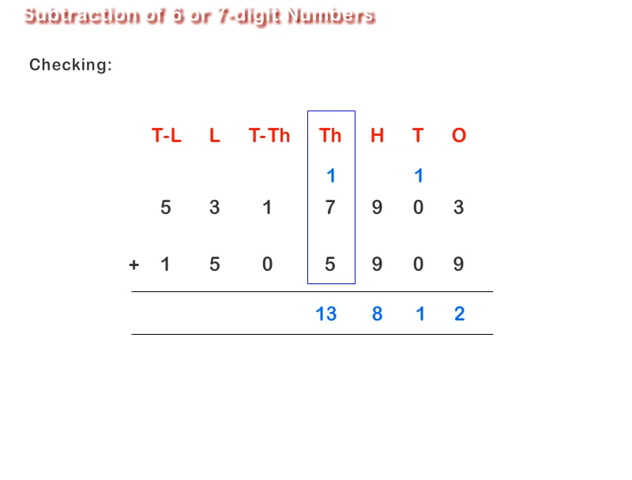 Subtraction of 6 or 7-digit Numbers
Checking:
T-L L T-Th Th H T O
1 1
5 3 1 7 9 0 3
+ 1 5 0 5 9 0 9
13 8 1 2